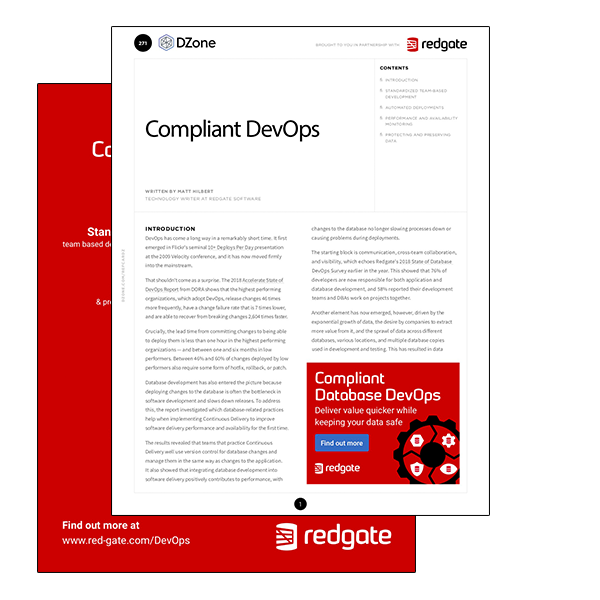 271 DZone
BROUGHT TO YOU IN PARTNERSHIP WITH redgate
Compliant DevOps
WRITTEN BY MATT HILBERT
TECHNOLOGY WRITER AT REDGATE SOFTWARE
CONTENTS
INTRODUCTION
STANDARDIZED TEAM-BASED
DEVELOPMENT
AUTOMATED DEPLOYMENTS
PERFORMANCE AND AVAILABILITY
MONITORING
PROTECTING AND PRESERVING
DATA
INTRODUCTION
DevOps has come a long way in a remarkably short time. It first
emerged in Flickr's seminal 10+ Deploys Per Day presentation
at the 2009 Velocity conference, and it has now moved firmly
into the mainstream.
That shouldn't come as a surprise. The 2018 Accelerate State of
DevOps Report from DORA shows that the highest performing
organizations, which adopt DevOps, release changes 46 times
more frequently, have a change failure rate that is 7 times lower,
and are able to recover from breaking changes 2,604 times faster.
Crucially, the lead time from committing changes to being able
to deploy them is less than one hour in the highest performing
organizations — and between one and six months in low
performers. Between 46% and 60% of changes deployed by low
performers also require some form of hotfix, rollback, or patch.
Database development has also entered the picture because
deploying changes to the database is often the bottleneck in
software development and slows down releases. To address
this, the report investigated which database-related practices
help when implementing Continuous Delivery to improve
software delivery performance and availability for the first time.
The results revealed that teams that practice Continuous
Delivery well use version control for database changes and
manage them in the same way as changes to the application.
It also showed that integrating database development into
software delivery positively contributes to performance, with
changes to the database no longer slowing processes down or
causing problems during deployments.
The starting block is communication, cross-team collaboration,
and visibility, which echoes Redgate's 2018 State of Database
DevOps Survey earlier in the year. This showed that 76% of
developers are now responsible for both application and
database development, and 58% reported their development
teams and DBAs work on projects together.
Another element has now emerged, however, driven by the
exponential growth of data, the desire by companies to extract
more value from it, and the sprawl of data across different
databases, various locations, and multiple database copies
used in development and testing. This has resulted in data
Compliant
Database DevOps
Deliver value quicker while
keeping your data safe
Find out more
redgate
1
Co
Stan
team based de
& pr
Find out more at
www.red-gate.com/DevOps
redgate